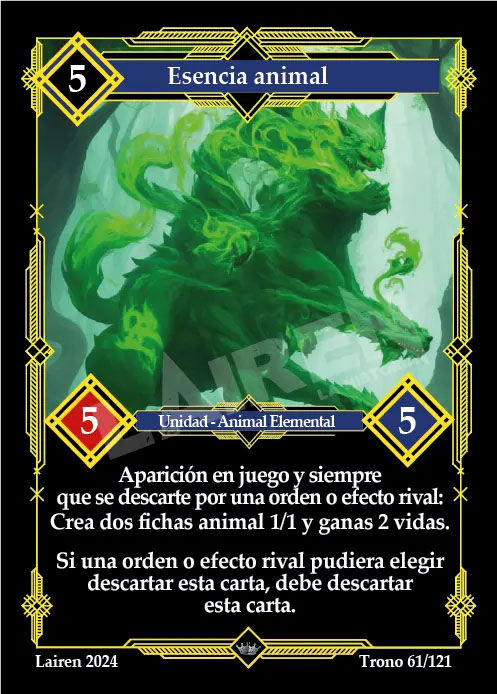 5
Esencia animal
LAIREN
5
Unidad - Animal Elemental
5
Aparición en juego y siempre
que se descarte por una orden o efecto rival:
Crea dos fichas animal 1/1 y ganas 2 vidas.
Si una orden o efecto rival pudiera elegir
descartar esta carta, debe descartar
esta carta.
Lairen 2024
Trono 61/121